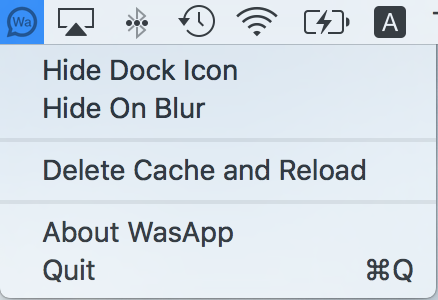 Wa A
Hide Dock Icon
Hide On Blur
Delete Cache and Reload
About WasApp
Quit ⌘Q